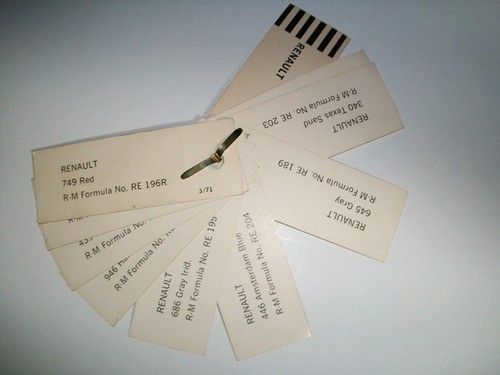 RENAULT
RENAULT
340 Texas Sand
R-M Formula No. RE 203
RENAULT
645 Gray
R-M Formula No. RE 189
RENAULT
749 Red
R-M Formula No. RE 196R
3/71
R-M Formula No.
R-M Formula No.
946
R-M Formula No. RE 195
RENAULT
686 Gray Irid.
RENAULT
446 Amsterdam Blue
R-M Formula No. RE 204